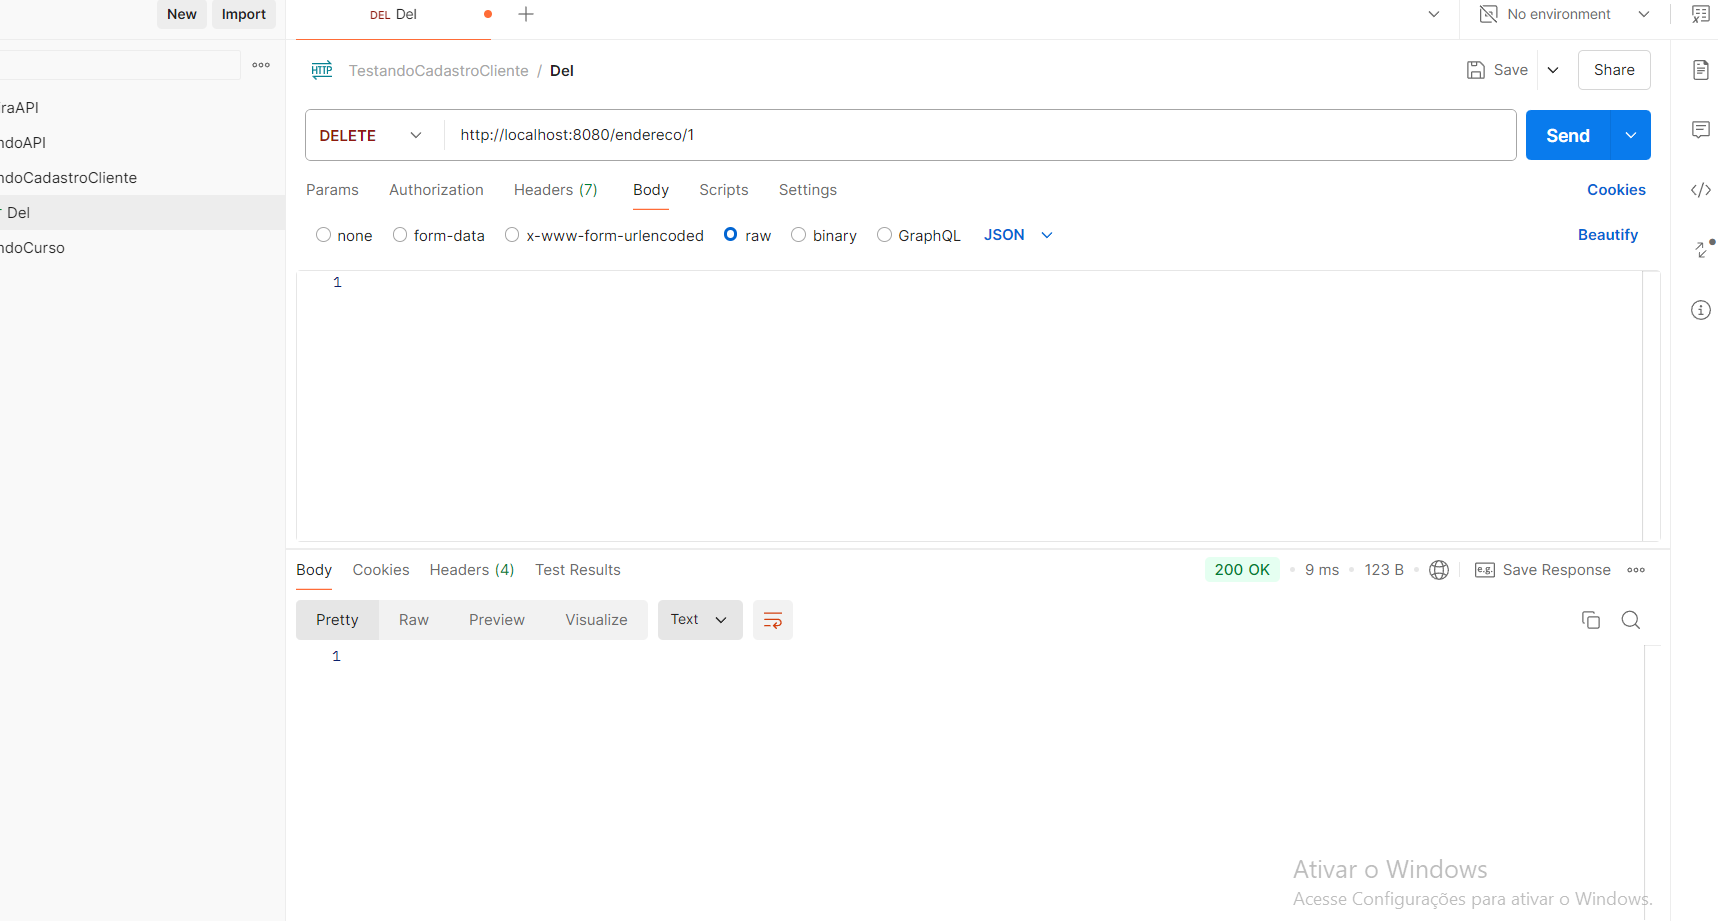 New Import
DEL Del
No environment
HTTP TestandoCadastroCliente / Del
Save
Share
raAPI
ndoAPI
ndoCadastroCliente
Del
ndoCurso
DELETE
http://localhost:8080/endereco/1
Send
Params Authorization Headers (7) Body Scripts Settings
Cookies
none form-data x-www-form-urlencoded raw binary GraphQL JSON
Beautify
1
Body Cookies Headers (4) Test Results
200 OK • 9 ms • 123 B •
e.g. Save Response
Pretty Raw Preview Visualize Text
1
Ativar o Windows
Acesse Configurações para ativar o Windows.